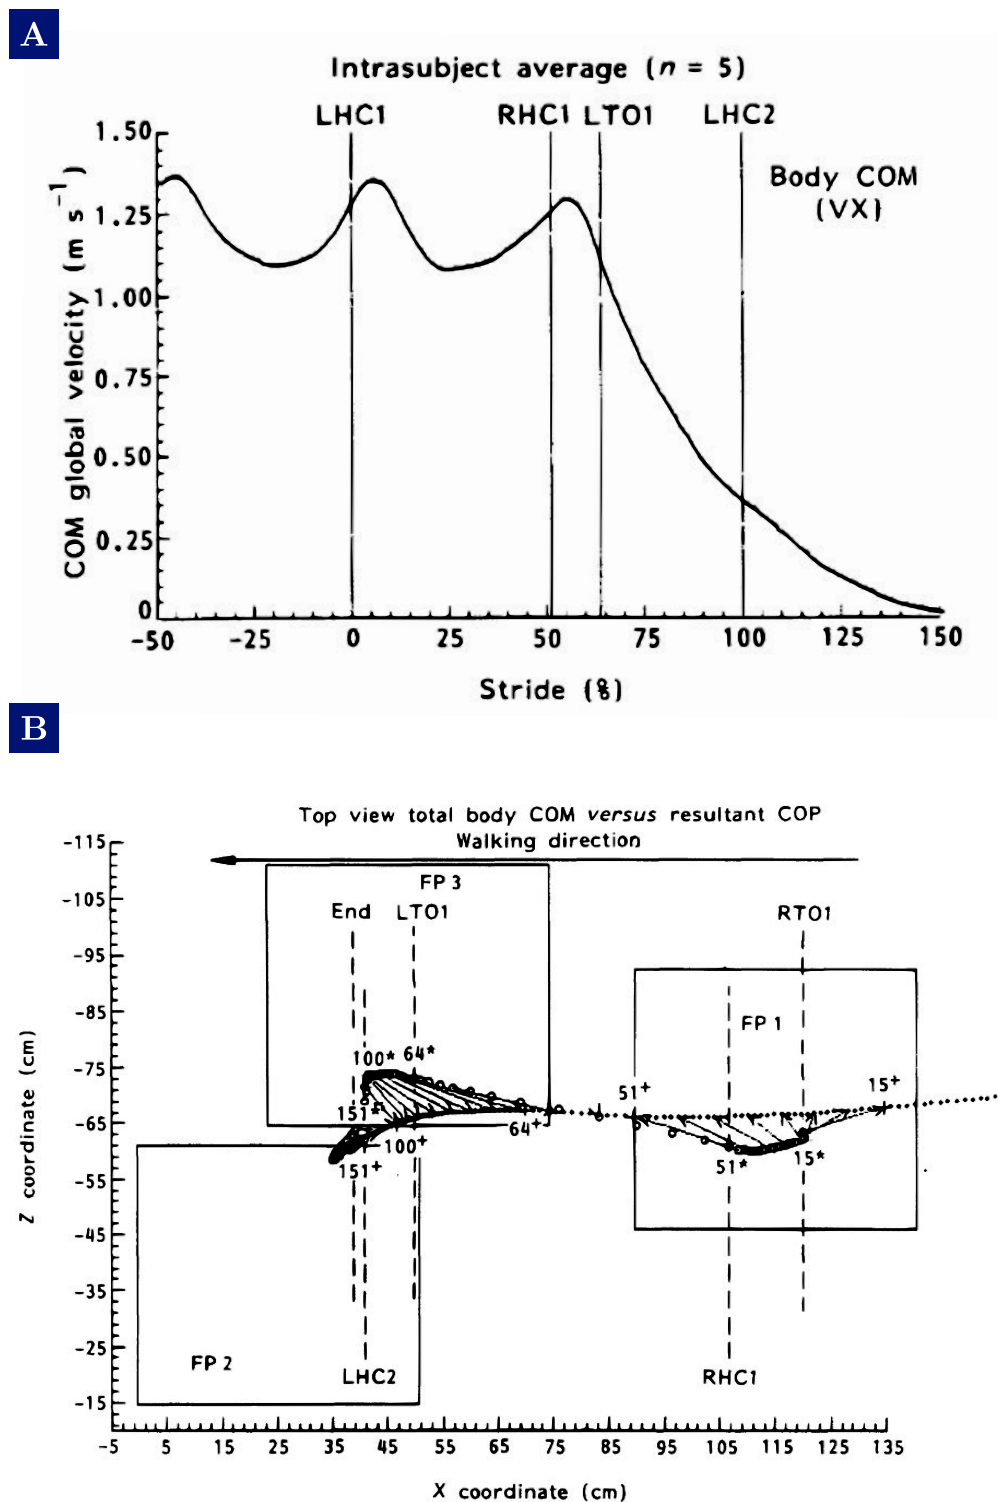 A
Intrasubject average (n = 5)
LHC1 RHC1 LTO1 LHC2
Body COM
(VX)
COM global velocity (m s⁻¹)
1.50
1.25
1.00
0.75
0.50
0.25
0
-50 -25 0 25 50 75 100 125 150
Stride (%)
B
Top view total body COM versus resultant COP
Walking direction
-115
-105
-95
-85
-75
-65
-55
-45
-35
-25
-15
Z coordinate (cm)
FP 3
End LTO1
RTO1
FP 1
100* 64*
151*
64+
100+
151+
51+
15+
51*
15*
FP 2
LHC2
RHC1
-5 5 15 25 35 45 55 65 75 85 95 105 115 125 135
X coordinate (cm)